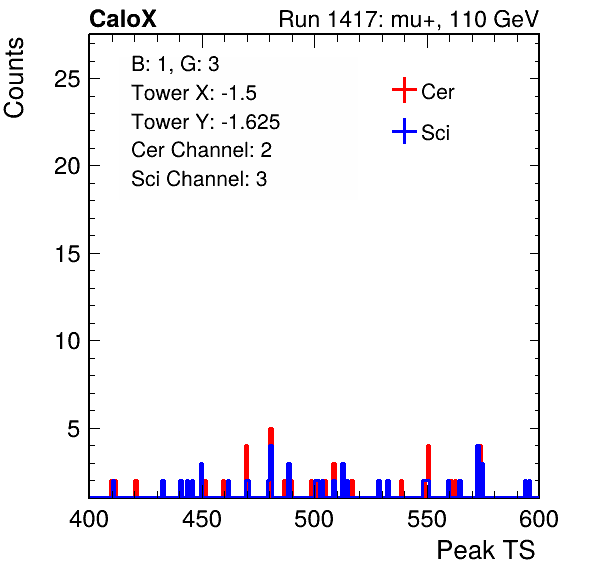 CaloX Run 1417: mu+, 110 GeV
Counts
B: 1, G: 3
Tower X: -1.5
Tower Y: -1.625
Cer Channel: 2
Sci Channel: 3
Cer
Sci
25
20
15
10
5
400 450 500 550 600
Peak TS